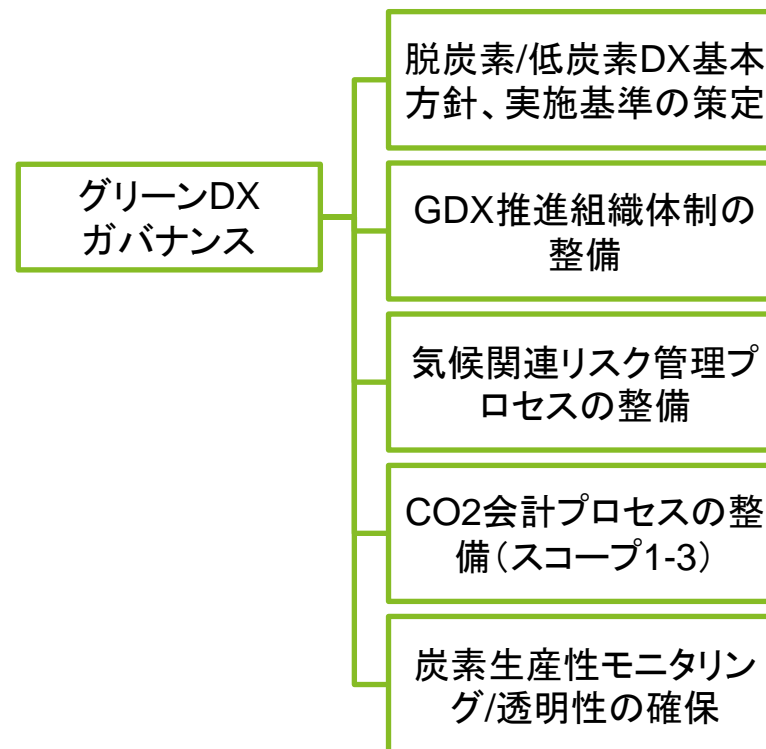 グリーンDX
ガバナンス
脱炭素/低炭素DX基本
方針、実施基準の策定
GDX推進組織体制の
整備
気候関連リスク管理プ
ロセスの整備
CO2会計プロセスの整
備（スコープ1-3）
炭素生産性モニタリン
グ/透明性の確保